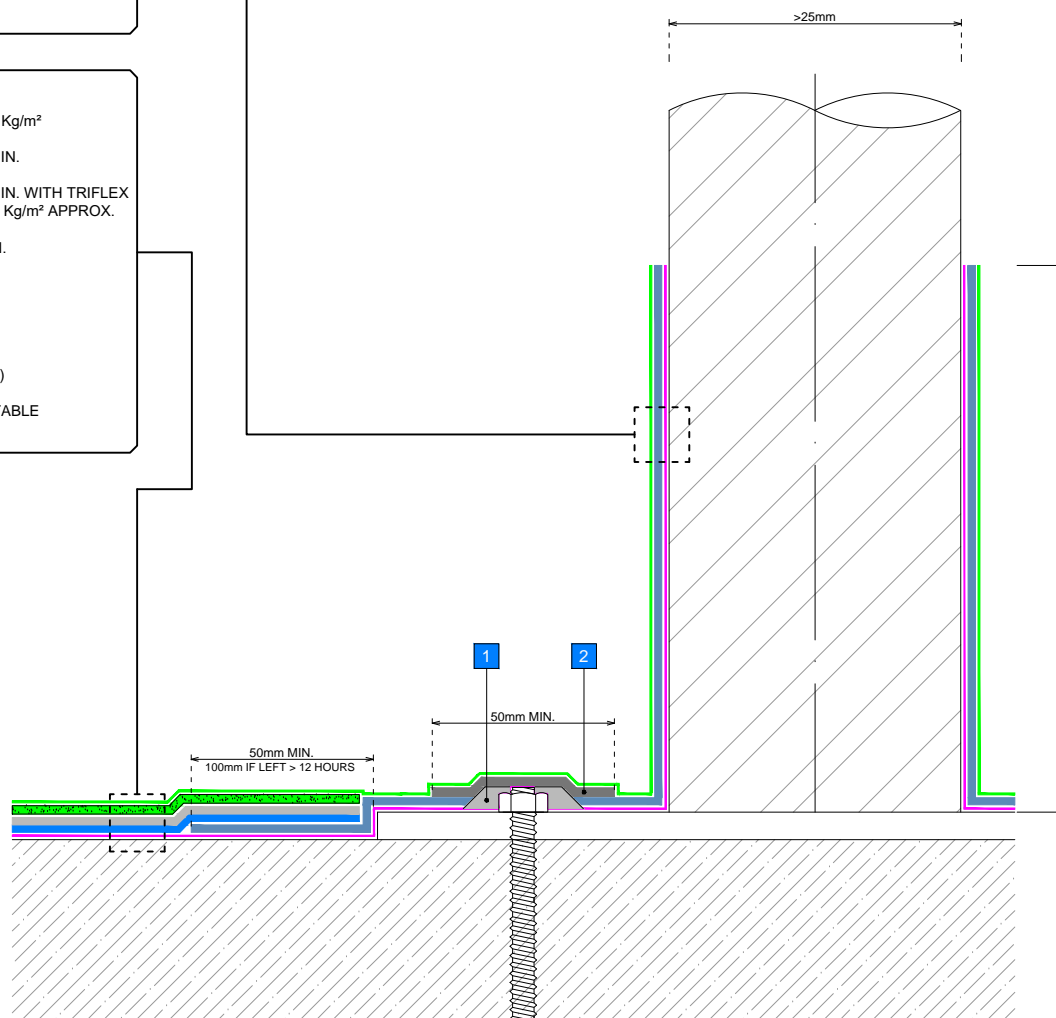 >25mm
Kg/m²
IN.
IN. WITH TRIFLEX
Kg/m² APPROX.
)
TABLE
1
2
50mm MIN.
50mm MIN.
100mm IF LEFT > 12 HOURS